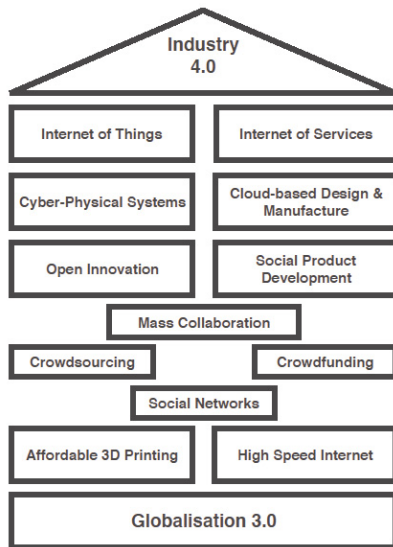 Industry
4.0
Internet of Things
Internet of Services
Cyber-Physical Systems
Cloud-based Design &
Manufacture
Open Innovation
Social Product
Development
Mass Collaboration
Crowdsourcing
Crowdfunding
Social Networks
Affordable 3D Printing
High Speed Internet
Globalisation 3.0